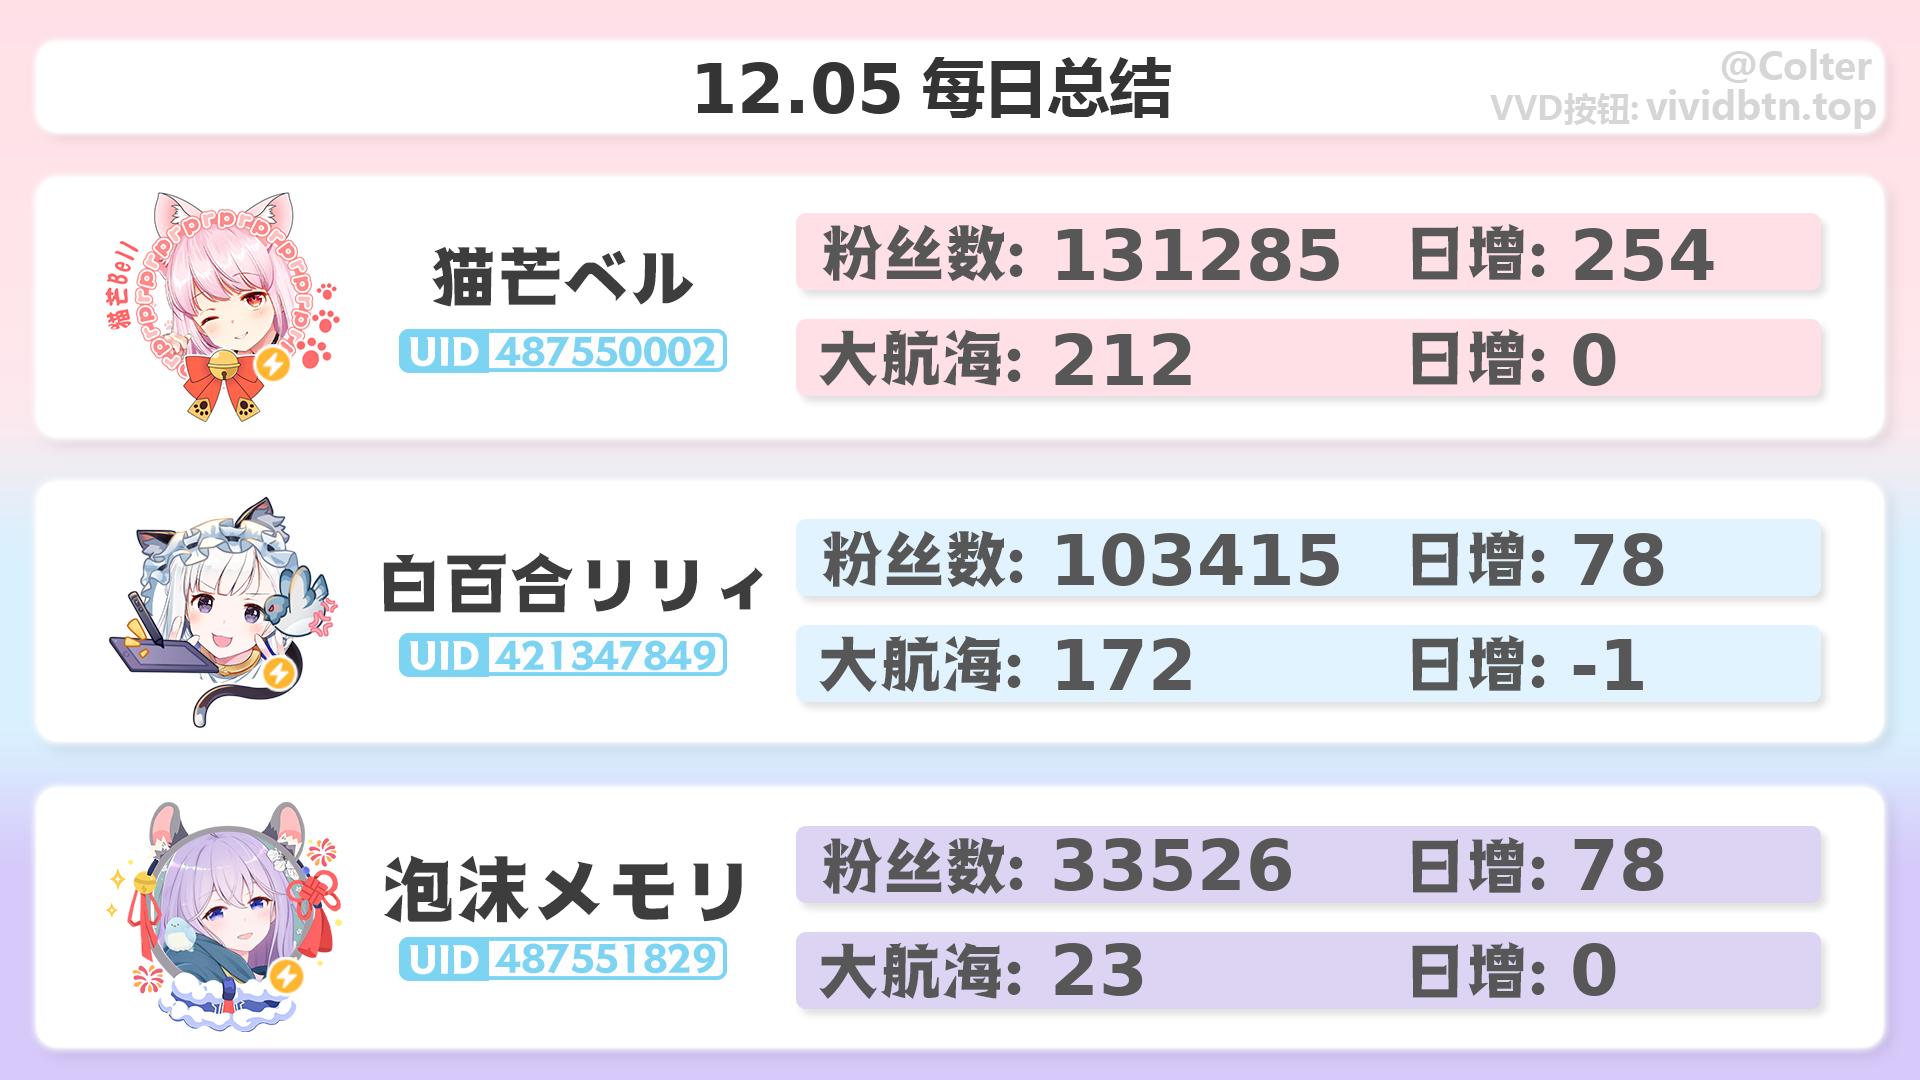 12.05 每日总结
@Colter
VVD按钮: vividbtn.top
猫芒Bell
prprprprprprprpr
猫芒ベル
UID 487550002
粉丝数: 131285 日增: 254
大航海: 212 日增: 0
白百合リリィ
UID 421347849
粉丝数: 103415 日增: 78
大航海: 172 日增: -1
泡沫メモリ
UID 487551829
粉丝数: 33526 日增: 78
大航海: 23 日增: 0